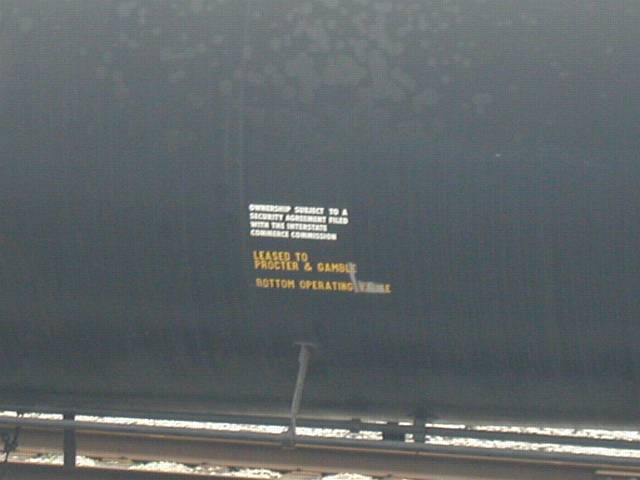 OWNERSHIP SUBJECT TO A
SECURITY AGREEMENT FILED
WITH THE INTERSTATE
COMMERCE COMMISSION
LEASED TO
PROCTER & GAMBLE
BOTTOM OPERATING